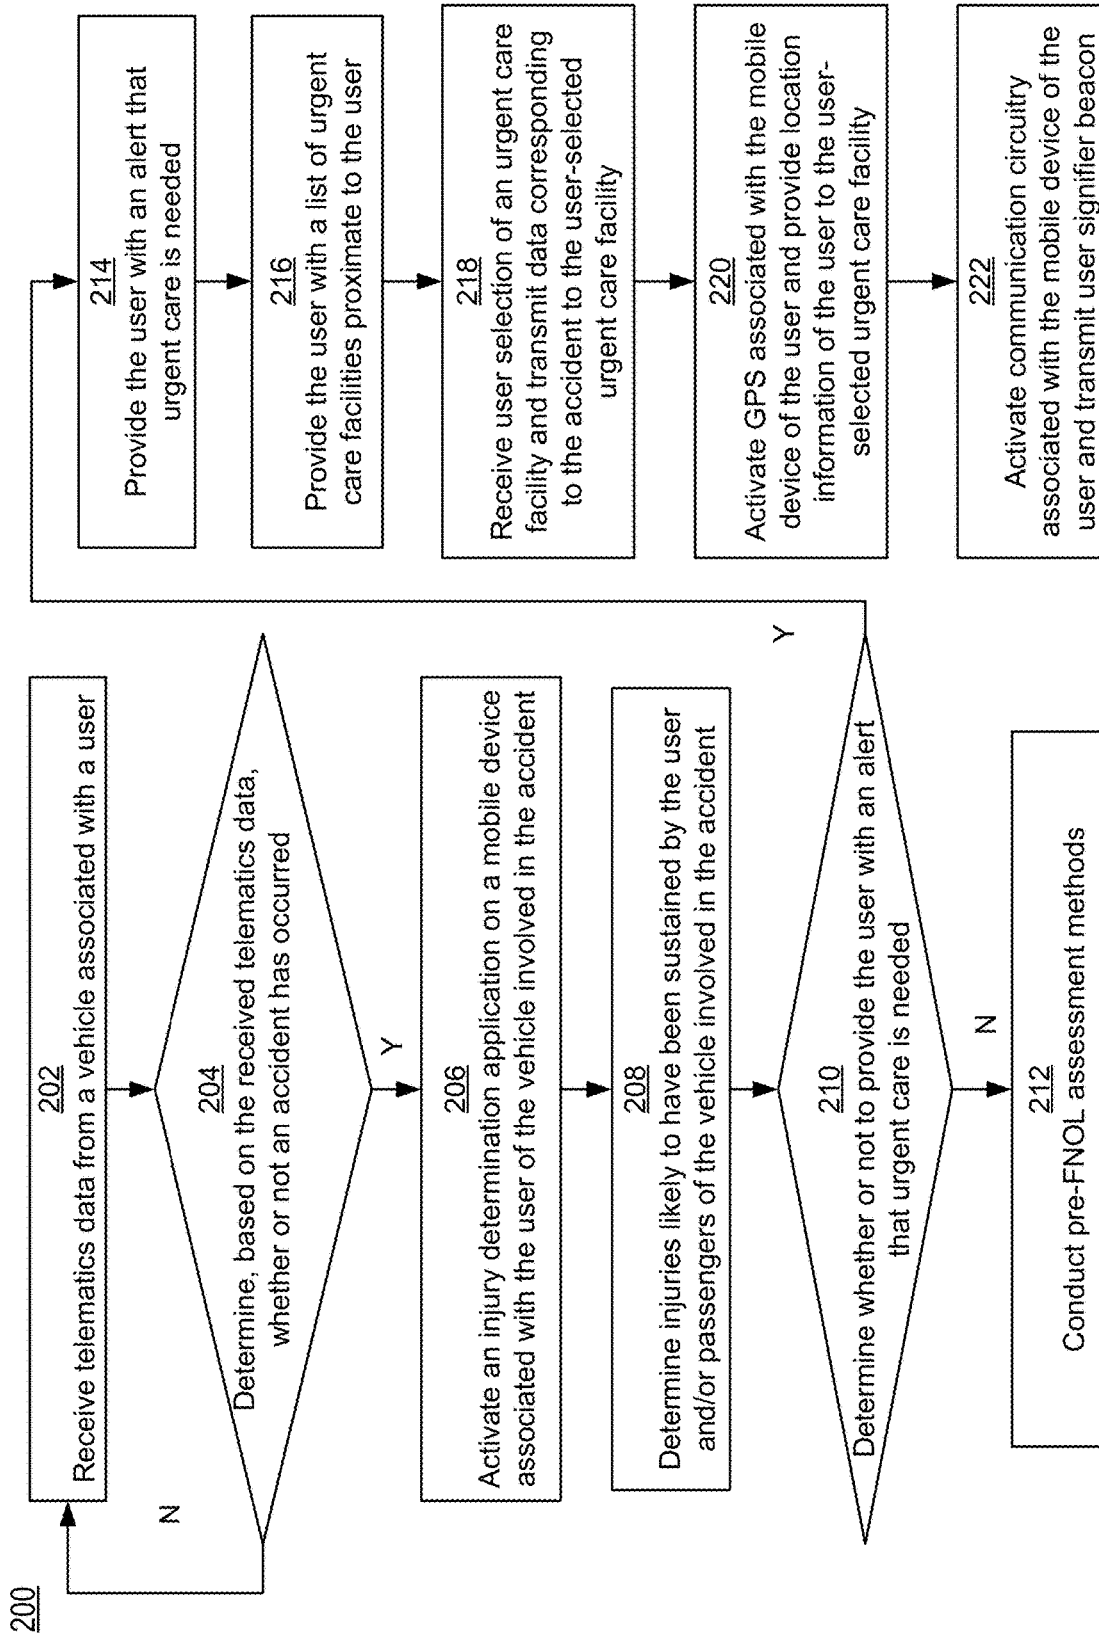 200
202
Receive telematics data from a vehicle associated with a user
N
204
Determine, based on the received telematics data,
whether or not an accident has occurred
Y
206
Activate an injury determination application on a mobile device
associated with the user of the vehicle involved in the accident
208
Determine injuries likely to have been sustained by the user
and/or passengers of the vehicle involved in the accident
210
Determine whether or not to provide the user with an alert
that urgent care is needed
Y
N
212
Conduct pre-FNOL assessment methods
214
Provide the user with an alert that
urgent care is needed
216
Provide the user with a list of urgent
care facilities proximate to the user
218
Receive user selection of an urgent care
facility and transmit data corresponding
to the accident to the user-selected
urgent care facility
220
Activate GPS associated with the mobile
device of the user and provide location
information of the user to the user-
selected urgent care facility
222
Activate communication circuitry
associated with the mobile device of the
user and transmit user signifier beacon